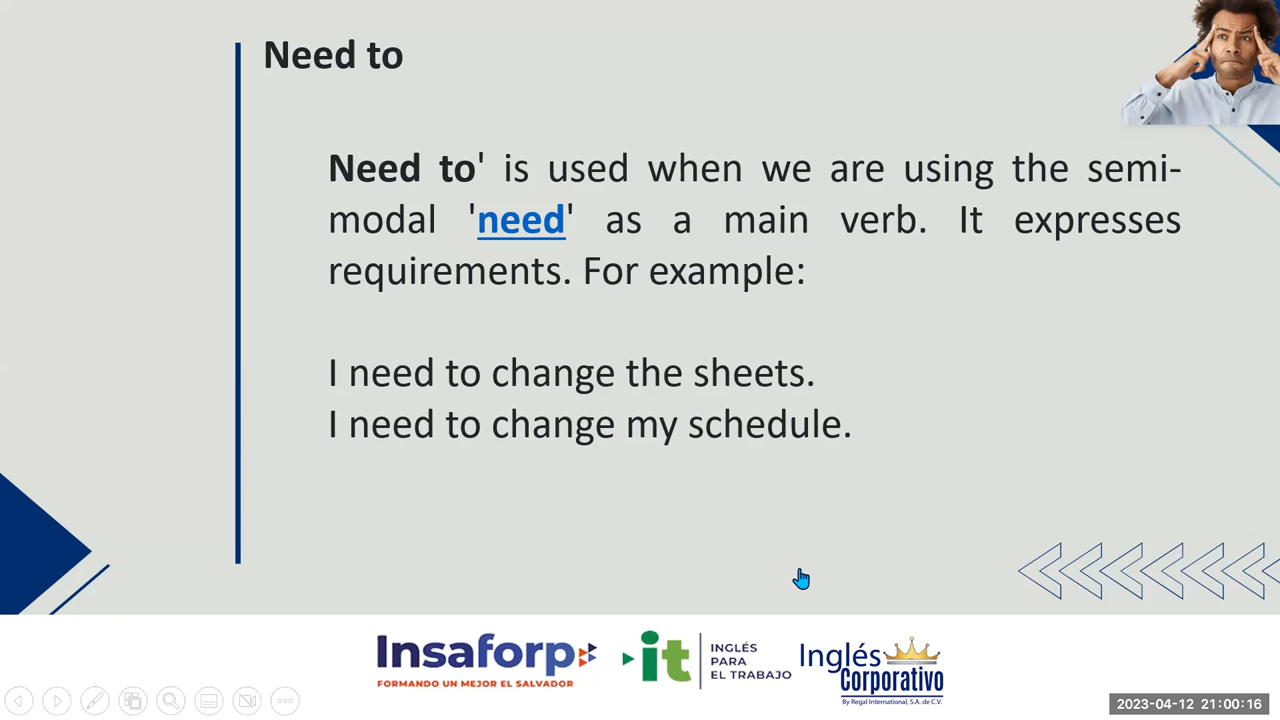 Need to
Need to' is used when we are using the semi-
modal 'need' as a main verb. It expresses
requirements. For example:
I need to change the sheets.
I need to change my schedule.
Insaforp
FORMANDO UN MEJOR EL SALVADOR
it
INGLÉS
PARA
EL TRABAJO
Inglés
Corporativo
By Regal International, S.A. de C.V.
2023-04-12 21:00:16